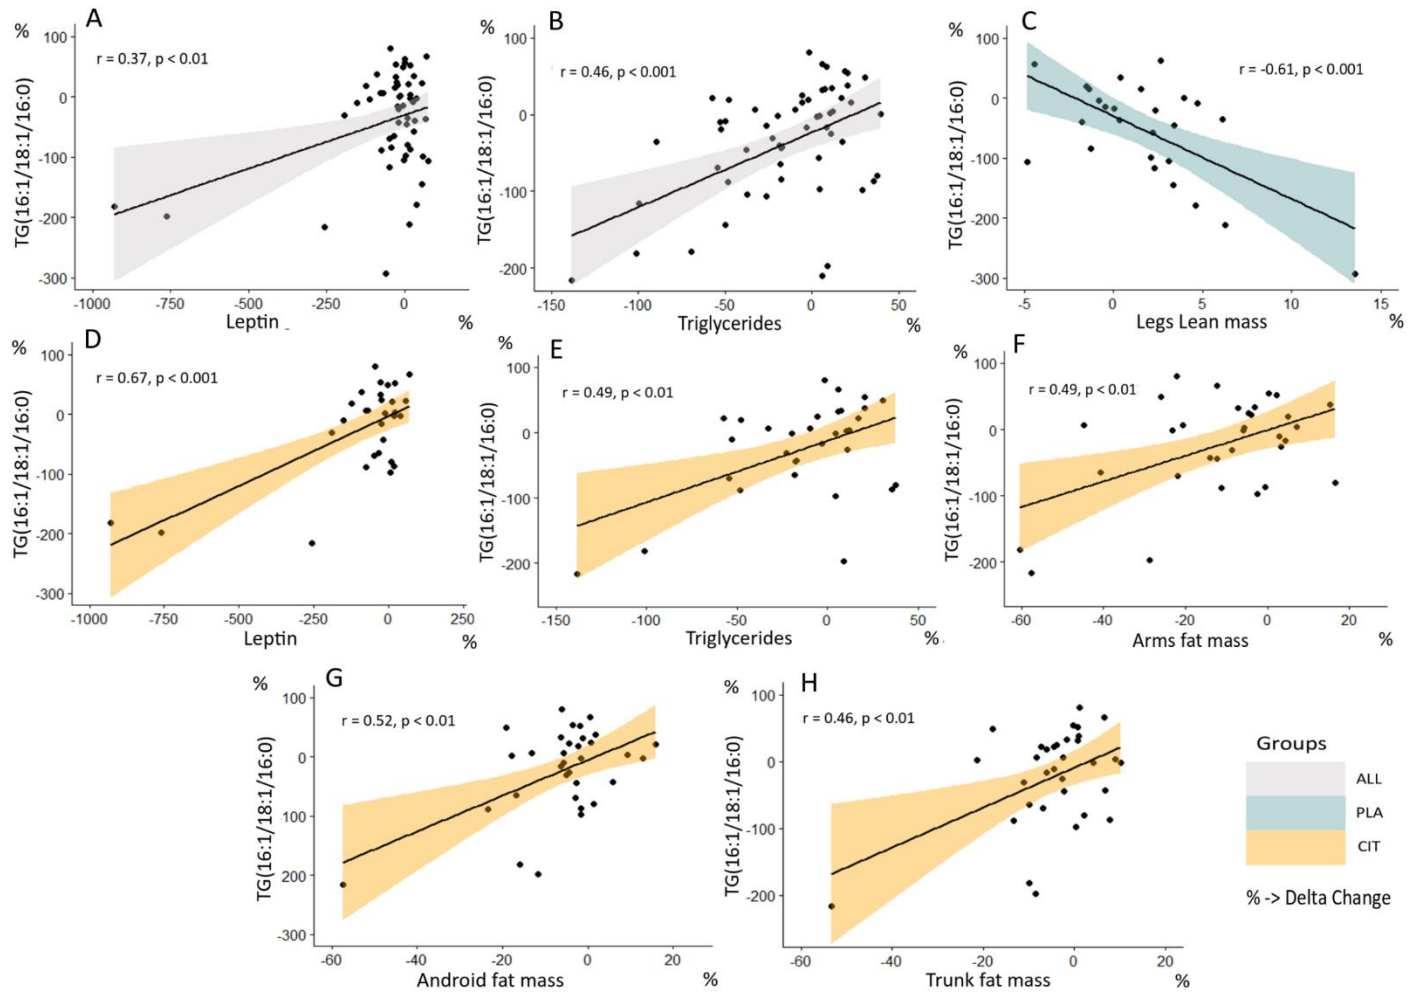 A
%
r = 0.37, p < 0.01
TG(16:1/18:1/16:0)
100
0
-100
-200
-300
-1000
-750
-500
-250
0
Leptin
%
B
%
r = 0.46, p < 0.001
TG(16:1/18:1/16:0)
100
0
-100
-200
-150
-100
-50
0
50
Triglycerides
%
C
%
r = -0.61, p < 0.001
TG(16:1/18:1/16:0)
100
0
-100
-200
-300
-5
0
5
10
15
Legs Lean mass
%
D
%
r = 0.67, p < 0.001
TG(16:1/18:1/16:0)
100
0
-100
-200
-300
-1000
-750
-500
-250
0
250
Leptin
%
E
%
r = 0.49, p < 0.01
TG(16:1/18:1/16:0)
100
0
-100
-200
-100
-50
0
50
Triglycerides
%
F
%
r = 0.49, p < 0.01
TG(16:1/18:1/16:0)
100
0
-100
-200
-60
-40
-20
0
20
Arms fat mass
%
G
%
r = 0.52, p < 0.01
TG(16:1/18:1/16:0)
100
0
100
200
-300
-60
-40
-20
0
20
Android fat mass
%
H
%
r = 0.46, p < 0.01
TG(16:1/18:1/16:0)
100
0
-100
-200
-60
-40
-20
0
20
Trunk fat mass
%
Groups
ALL
PLA
CIT
% -> Delta Change